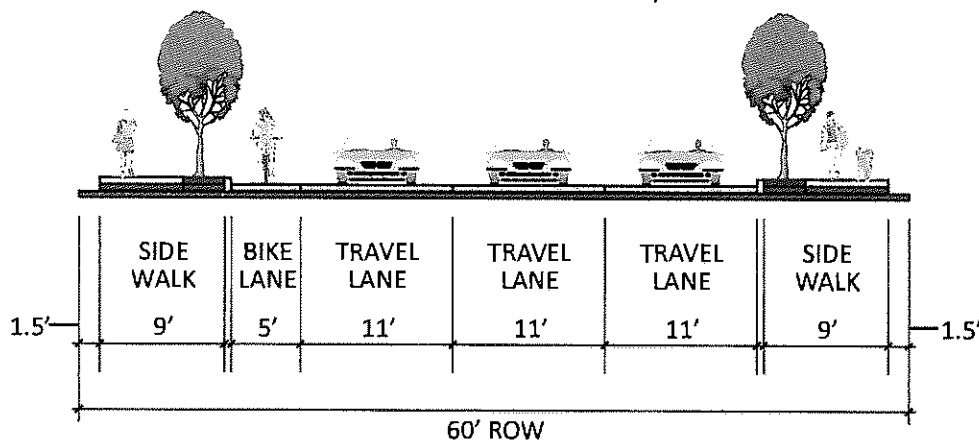 SIDE
WALK
BIKE
LANE
TRAVEL
LANE
TRAVEL
LANE
TRAVEL
LANE
SIDE
WALK
1.5' 9' 5' 11' 11' 11' 9' 1.5'
60' ROW